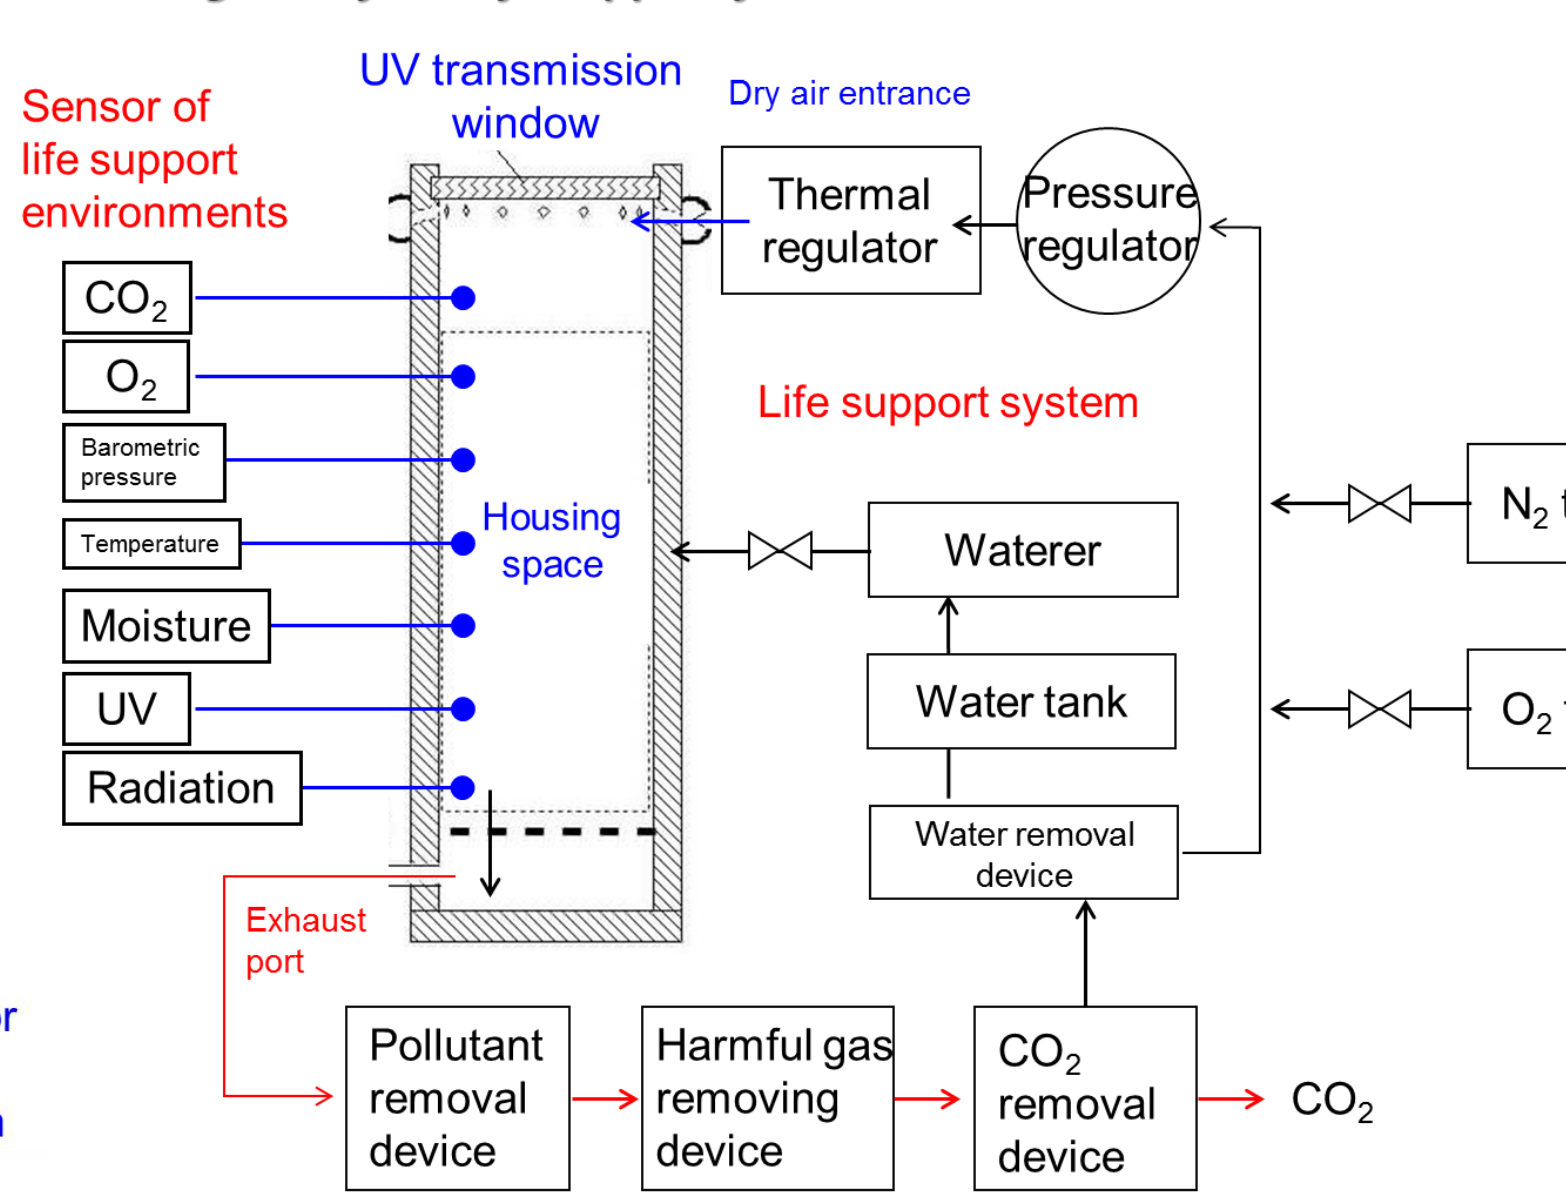 UV transmission
window
Dry air entrance
Sensor of
life support
environments
Thermal
regulator
Pressure
regulator
CO₂
O₂
Barometric
pressure
Temperature
Moisture
UV
Radiation
Housing
space
Life support system
Waterer
Water tank
Water removal
device
N₂
O₂
Exhaust
port
Pollutant
removal
device
Harmful gas
removing
device
CO₂
removal
device
CO₂